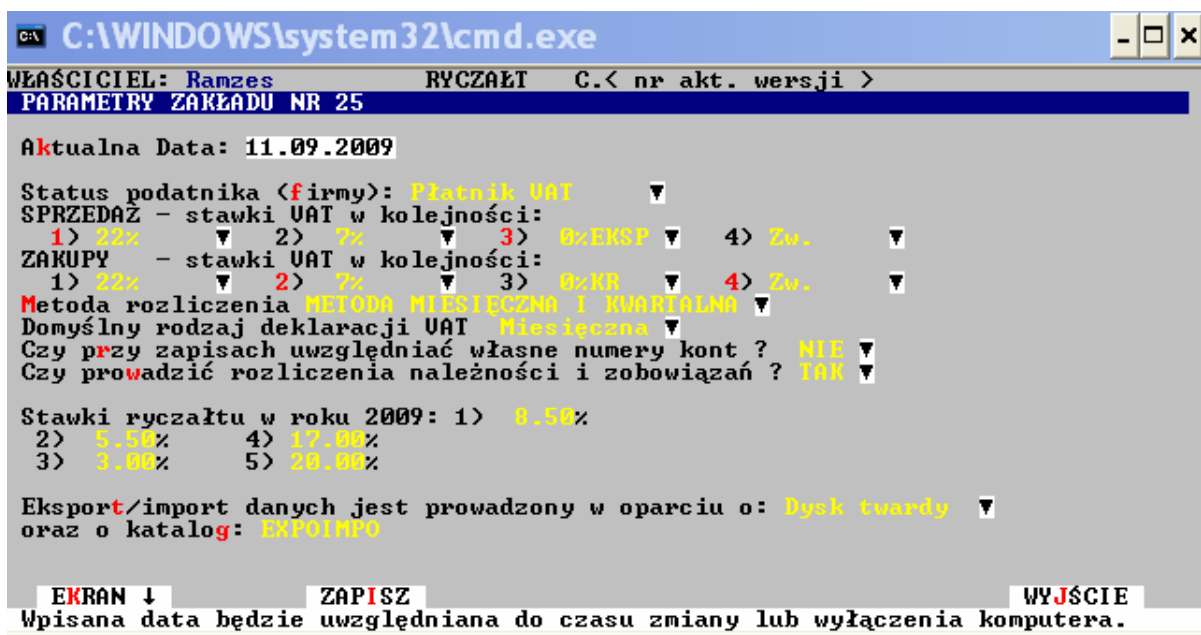 C:\WINDOWS\system32\cmd.exe
WŁAŚCICIEL: Ramzes RYCZAŁT C.< nr akt. wersji >
PARAMETRY ZAKŁADU NR 25
Aktualna Data: 11.09.2009
Status podatnika (firmy): Płatnik VAT ▼
SPRZEDAŻ - stawki VAT w kolejności:
1) 22% ▼ 2) 7% ▼ 3) 0%EKSP ▼ 4) Zw. ▼
ZAKUPY - stawki VAT w kolejności:
1) 22% ▼ 2) 7% ▼ 3) 0%KR ▼ 4) Zw. ▼
Metoda rozliczenia METODA MIESIĘCZNA I KWARTALNA ▼
Domyślny rodzaj deklaracji VAT Miesięczna ▼
Czy przy zapisach uwzględniać własne numery kont ? NIE ▼
Czy prowadzić rozliczenia należności i zobowiązań ? TAK ▼
Stawki ryczałtu w roku 2009: 1) 8.50%
2) 5.50% 4) 17.00%
3) 3.00% 5) 20.00%
Eksport/import danych jest prowadzony w oparciu o: Dysk twardy ▼
oraz o katalog: EXPOIMPO
EKRAN ↓ ZAPISZ WYJŚCIE
Wpisana data będzie uwzględniana do czasu zmiany lub wyłączenia komputera.